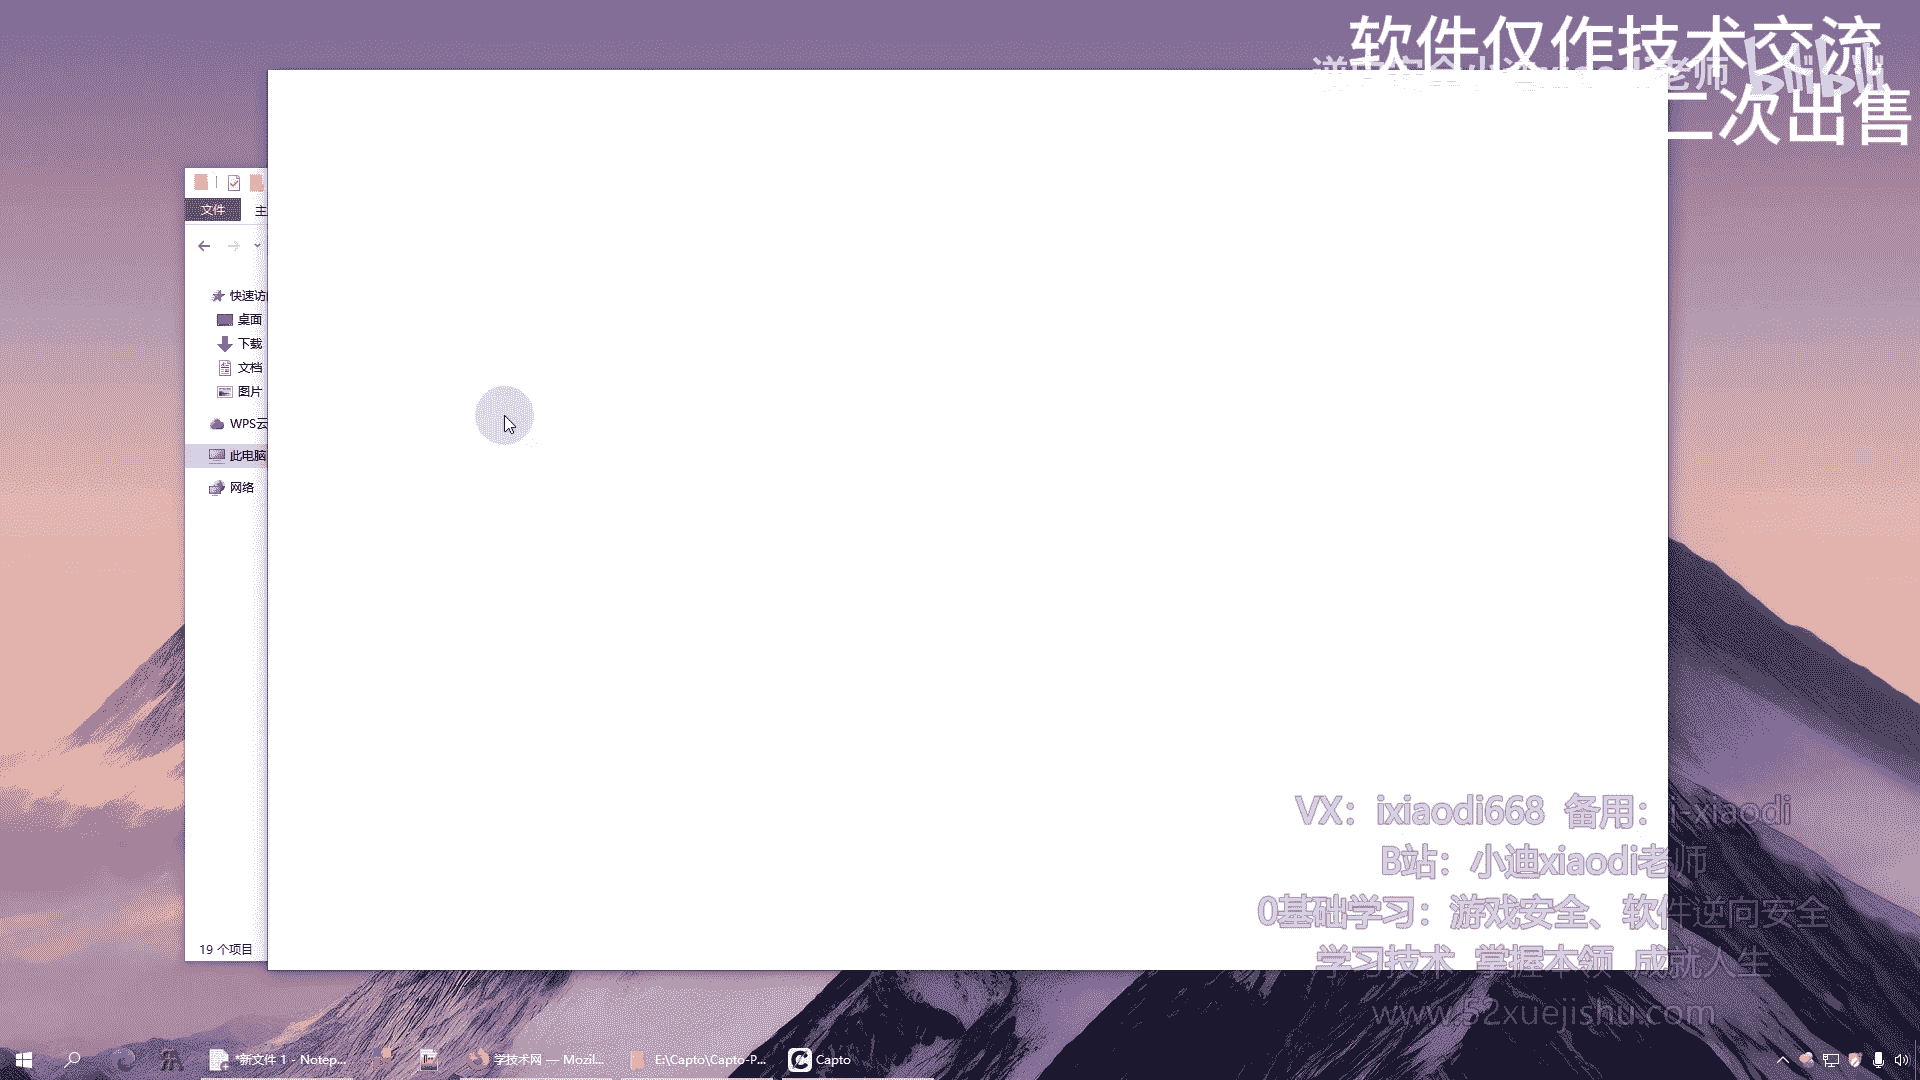 软件仅作技术交流
老师
bilibili
二次出售
文件
主
快速访
桌面
下载
文档
图片
WPS云
此电脑
网络
19 个项目
VX：ixiaodi668 备用：i-xiaodi
B站：小迪xiaodi老师
0基础学习：游戏安全、软件逆向安全
学习技术 掌握本领 成就人生
www.52xuejishu.com
*新文件 1 - Notep...
学技术网 — Mozil...
E:\Capto\Capto-P...
Capto